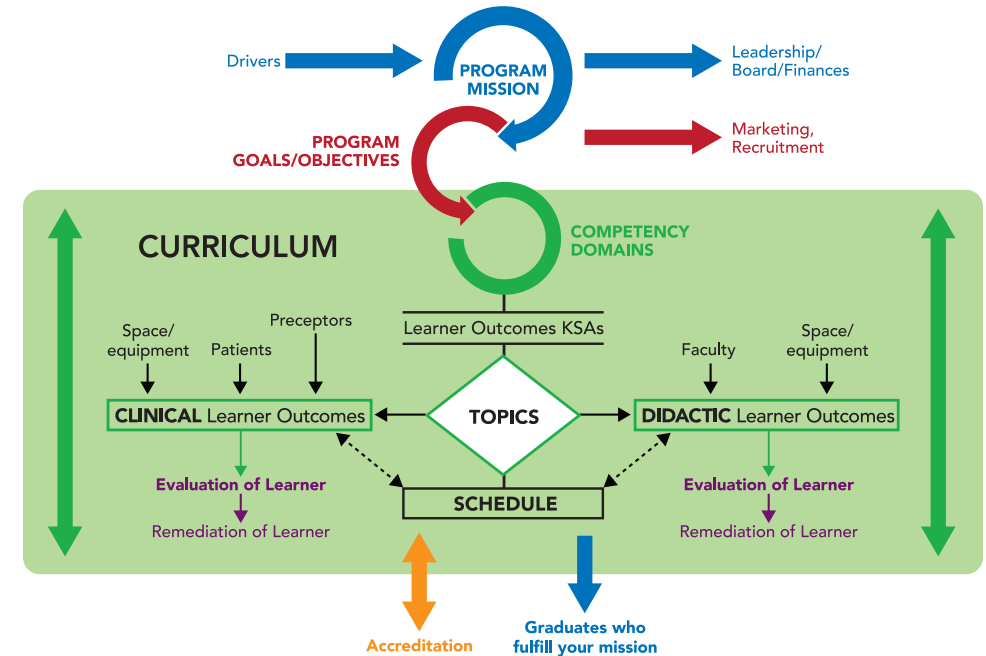 Drivers
PROGRAM
MISSION
Leadership/
Board/Finances
PROGRAM
GOALS/OBJECTIVES
Marketing,
Recruitment
CURRICULUM
COMPETENCY
DOMAINS
Learner Outcomes KSAs
Space/
equipment
Patients
Preceptors
Faculty
Space/
equipment
CLINICAL Learner Outcomes
TOPICS
DIDACTIC Learner Outcomes
Evaluation of Learner
Remediation of Learner
SCHEDULE
Evaluation of Learner
Remediation of Learner
Accreditation
Graduates who
fulfill your mission